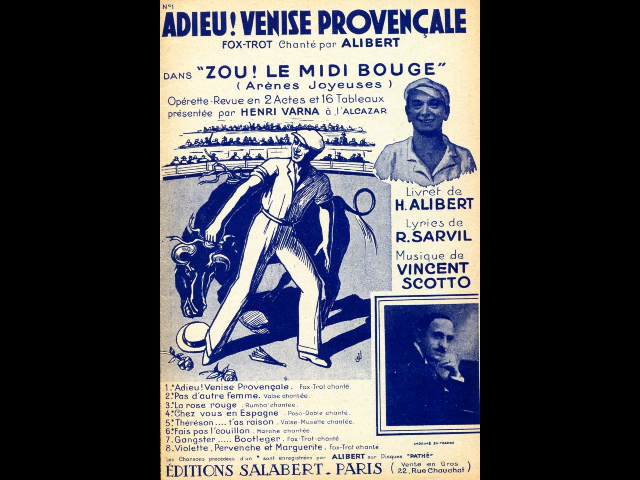 Nº1
ADIEU! VENISE PROVENÇALE
FOX-TROT Chanté par ALIBERT
DANS "ZOU! LE MIDI BOUGE"
(Arènes Joyeuses)
Opérette-Revue en 2 Actes et 16 Tableaux
présentée par HENRI VARNA à l'ALCAZAR
Livret de
H. ALIBERT
Lyrics de
R. SARVIL
Musique de
VINCENT
SCOTTO
1. Adieu! Venise Provençale. Fox-Trot chanté.
2. Pas d'autre femme. Valse chantée.
3. La rose rouge. Rumba chantée.
4. Chez vous en Espagne. Paso-Doble chanté.
5. Théréson.... t'as raison. Valse-Musette chantée.
6. Fais pas l'couillon. Marche chantée.
7. Gangster ..... Bootleger. Fox-Trot chanté
8. Violette, Pervenche et Marguerite. Fox-Trot chanté
IMPRIMÉ EN FRANCE
Les Chansons précédées d'un * sont enregistrées par ALIBERT sur Disques "PATHÉ"
ÉDITIONS SALABERT - PARIS (Vente en Gros
22, Rue Chauchat)